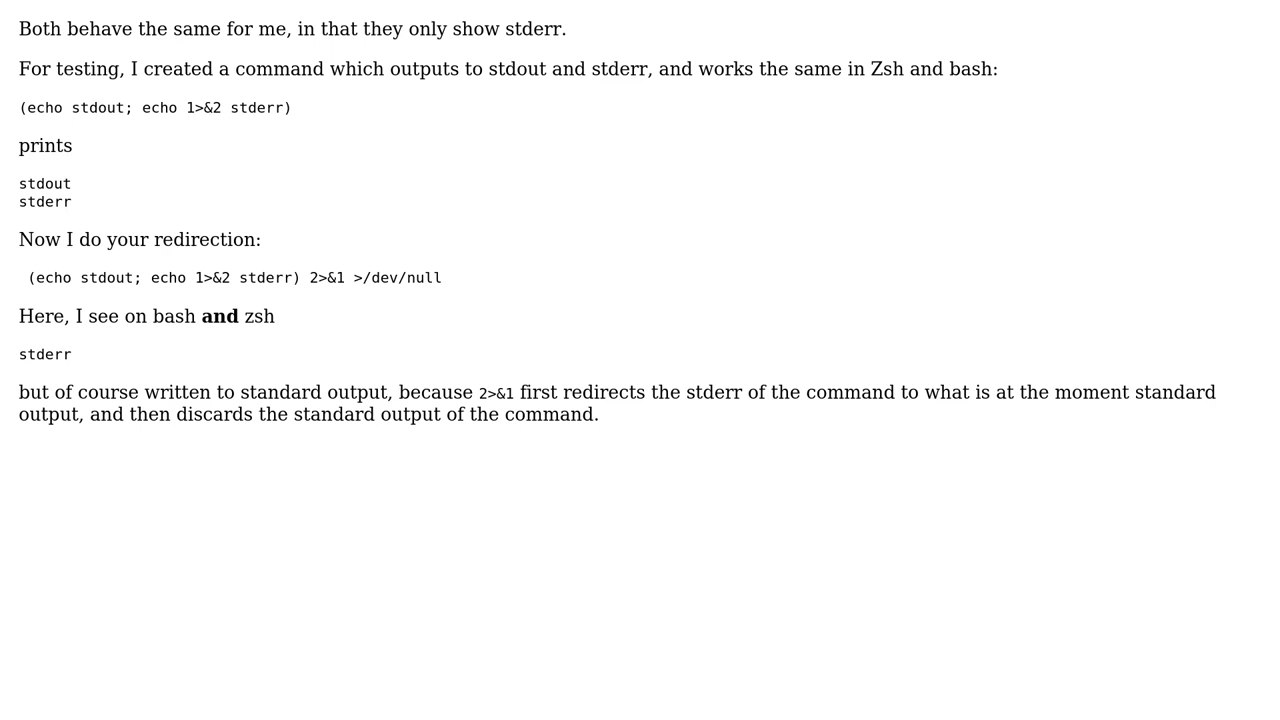 Both behave the same for me, in that they only show stderr.
For testing, I created a command which outputs to stdout and stderr, and works the same in Zsh and bash:
(echo stdout; echo 1>&2 stderr)
prints
stdout
stderr
Now I do your redirection:
(echo stdout; echo 1>&2 stderr) 2>&1 >/dev/null
Here, I see on bash and zsh
stderr
but of course written to standard output, because 2>&1 first redirects the stderr of the command to what is at the moment standard
output, and then discards the standard output of the command.